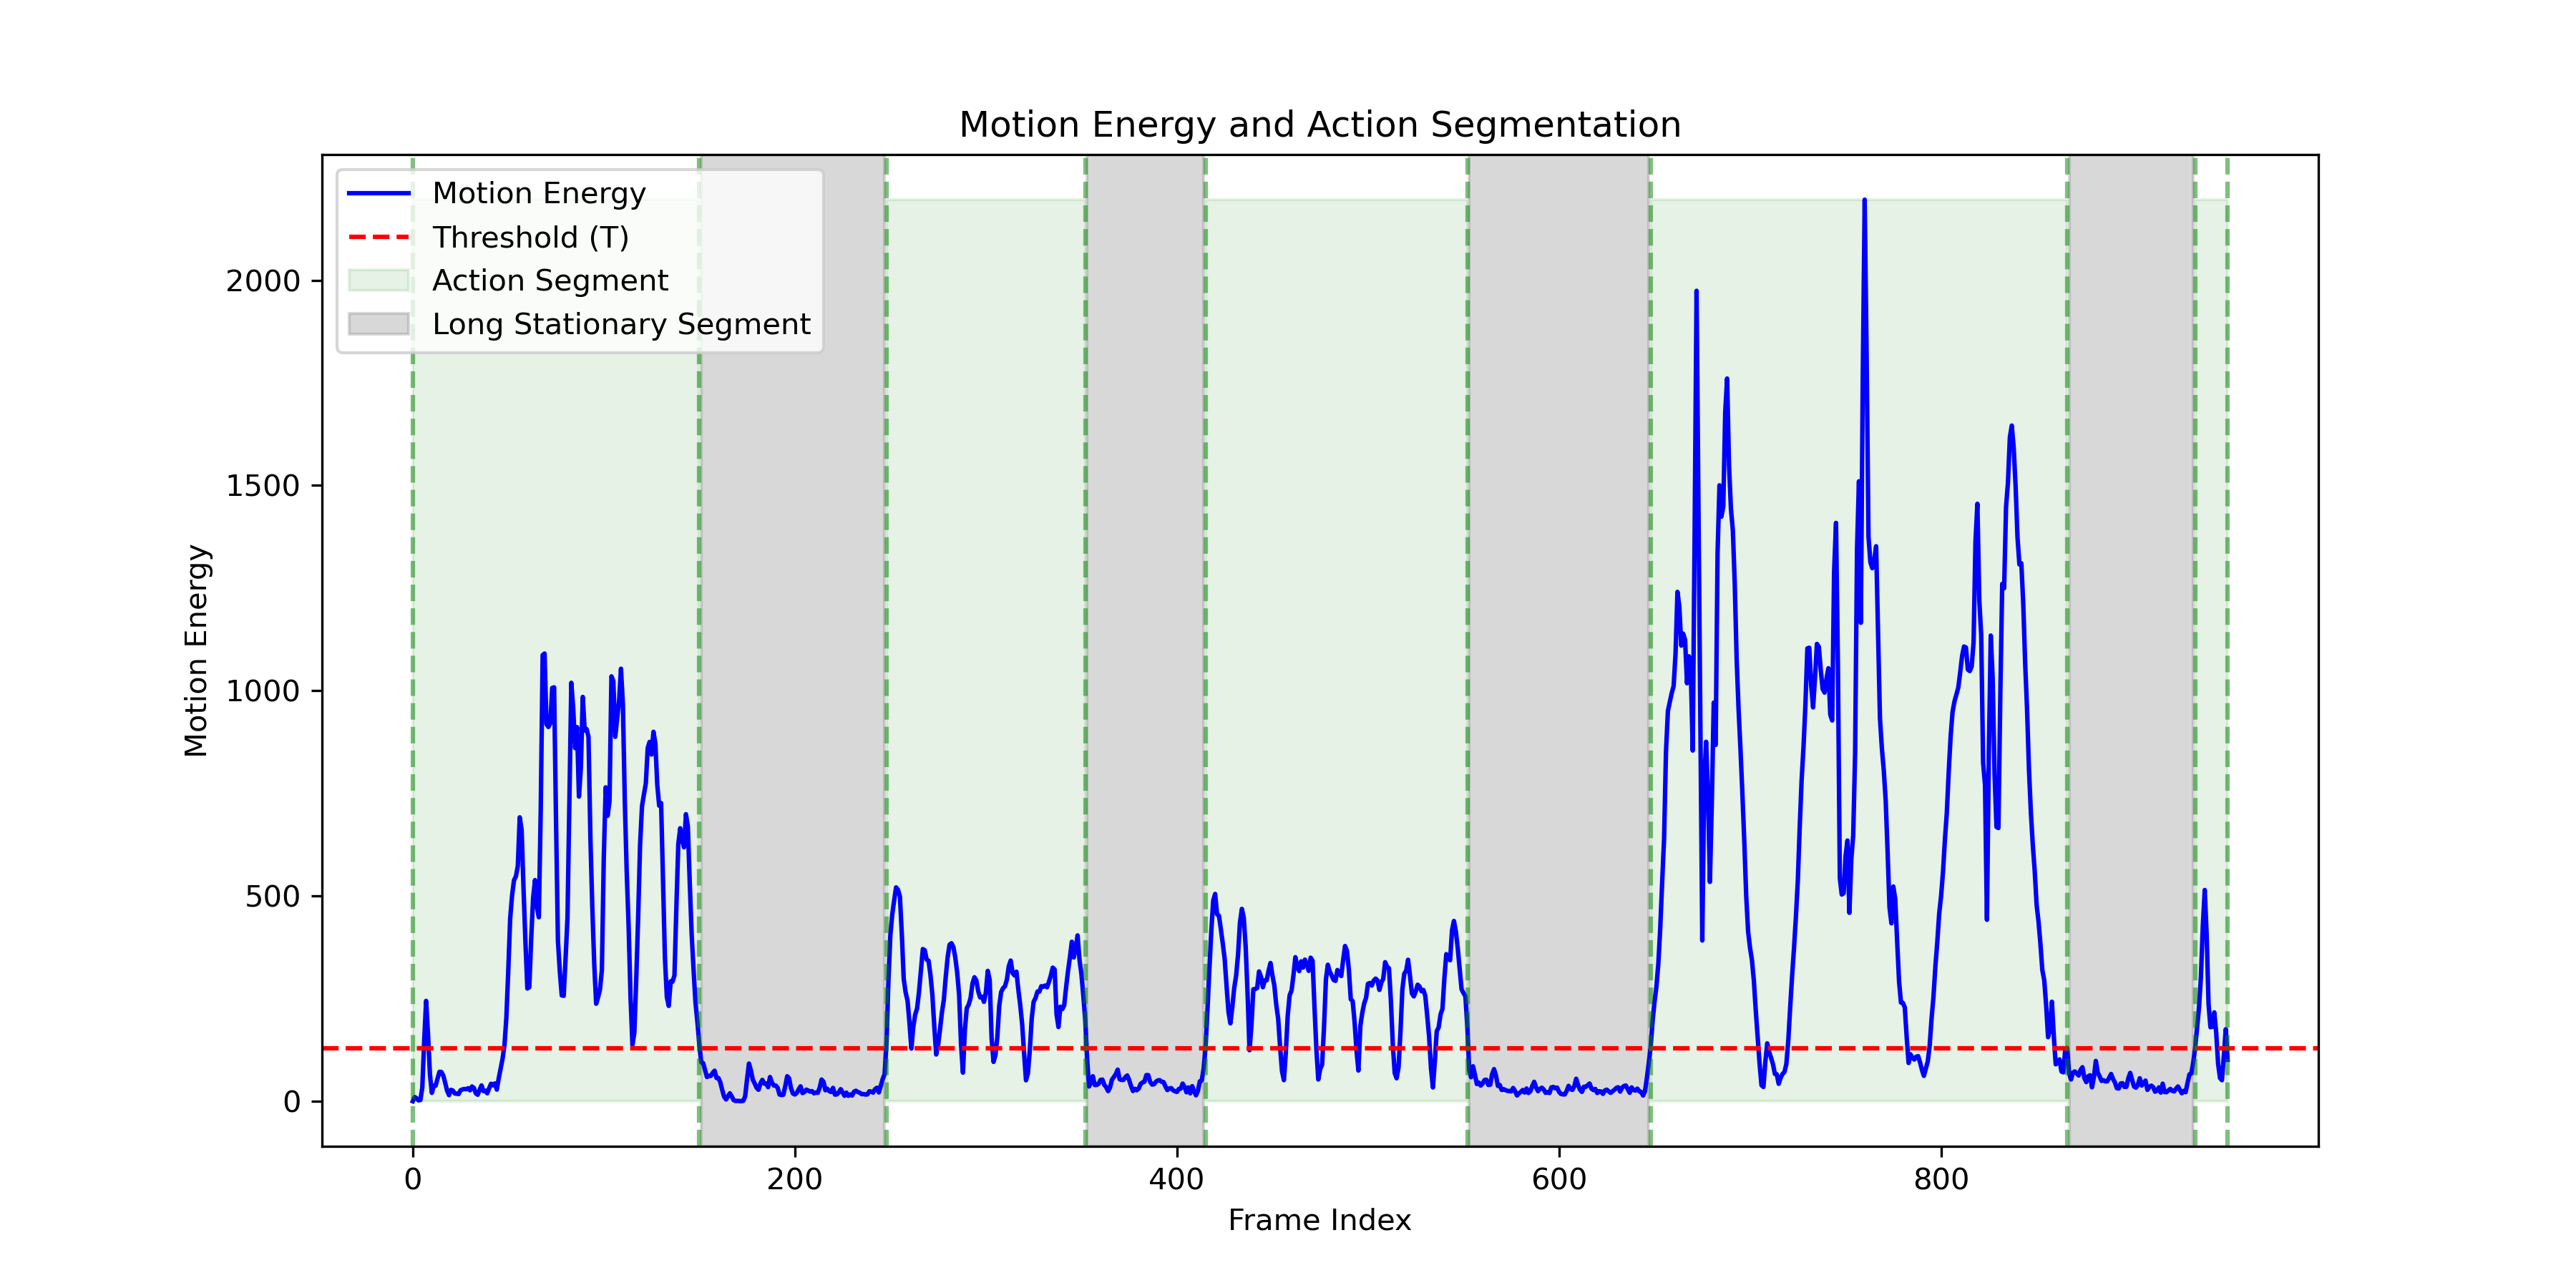 Motion Energy and Action Segmentation
Motion Energy
Threshold (T)
Action Segment
Long Stationary Segment
Motion Energy
2000
1500
1000
500
0
0 200 400 600 800
Frame Index